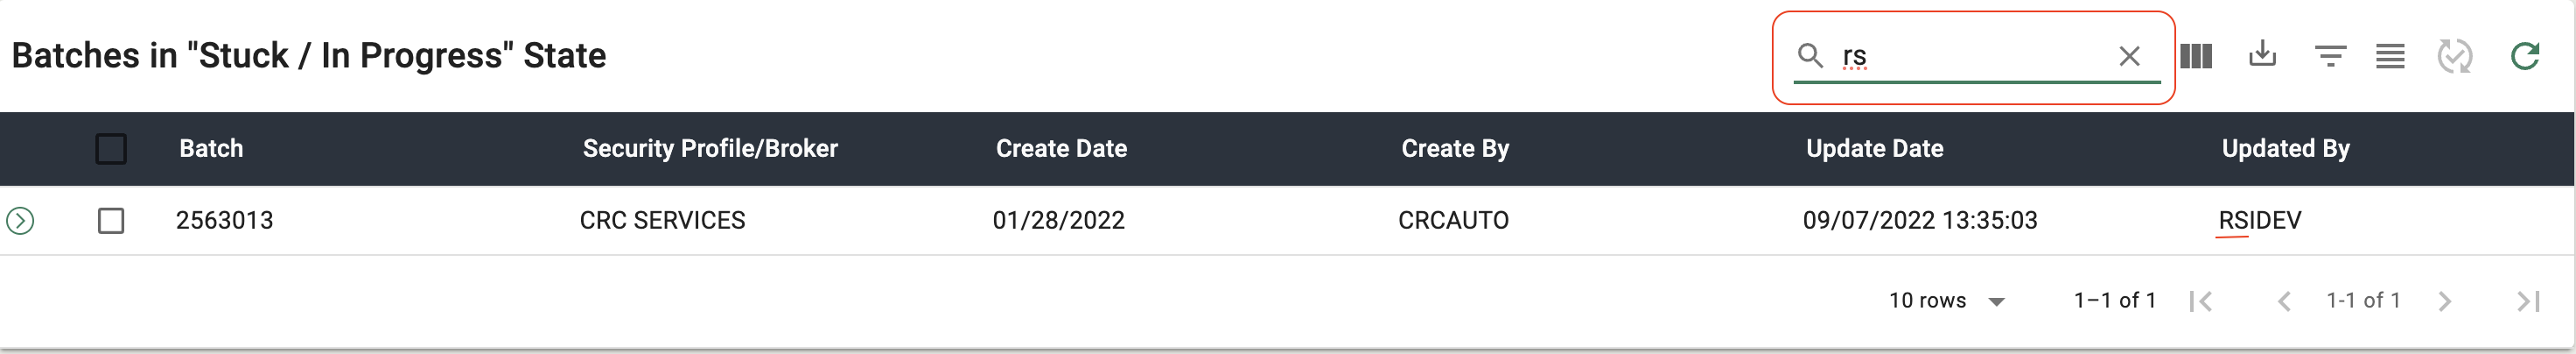 Batches in "Stuck / In Progress" State rs
Batch Security Profile/Broker Create Date Create By Update Date Updated By
2563013 CRC SERVICES 01/28/2022 CRCAUTO 09/07/2022 13:35:03 RSIDEV
10 rows 1–1 of 1 1-1 of 1